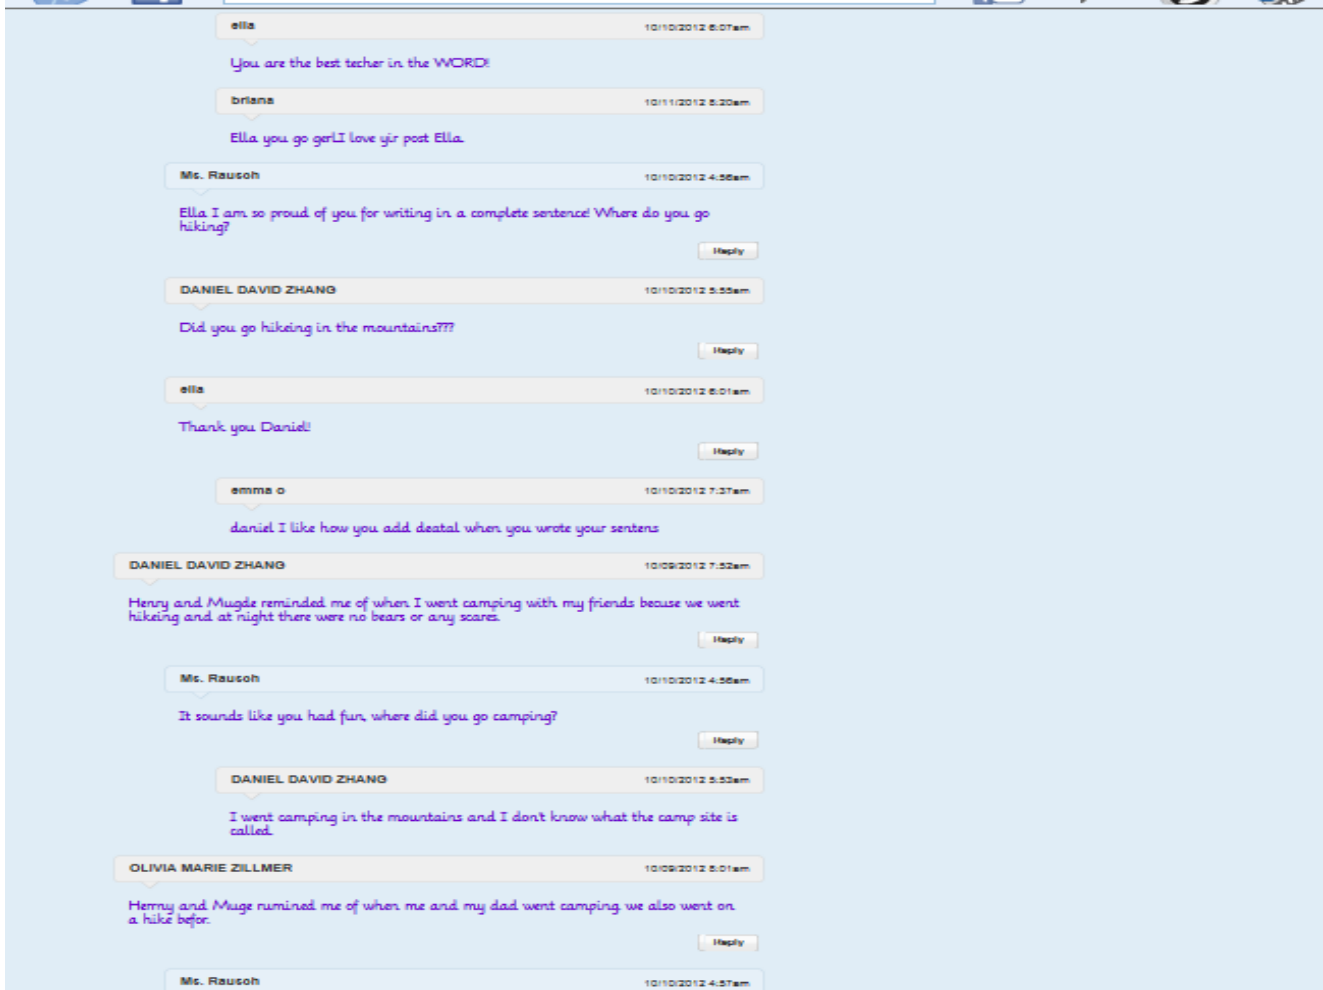 ella 10/10/2012 6:07am
You are the best techer in the WORD!
briana 10/11/2012 5:20am
Ella you go gerl.I love yir post Ella.
Ms. Rausch 10/10/2012 4:56am
Ella I am so proud of you for writing in a complete sentence! Where do you go
hiking?
Reply
DANIEL DAVID ZHANG 10/10/2012 5:55am
Did you go hikeing in the mountains???
Reply
ella 10/10/2012 6:01am
Thank you Daniel!
Reply
emma o 10/10/2012 7:37am
daniel I like how you add deatal when you wrote your sentens
DANIEL DAVID ZHANG 10/09/2012 7:52am
Henry and Mugde reminded me of when I went camping with my friends becuse we went
hikeing and at night there were no bears or any scares.
Reply
Ms. Rausch 10/10/2012 4:56am
It sounds like you had fun, where did you go camping?
Reply
DANIEL DAVID ZHANG 10/10/2012 5:53am
I went camping in the mountains and I don't know what the camp site is
called.
OLIVIA MARIE ZILLMER 10/09/2012 8:01am
Hernry and Muge rumined me of when me and my dad went camping. we also went on
a hike befor.
Reply
Ms. Rausch 10/10/2012 4:57am